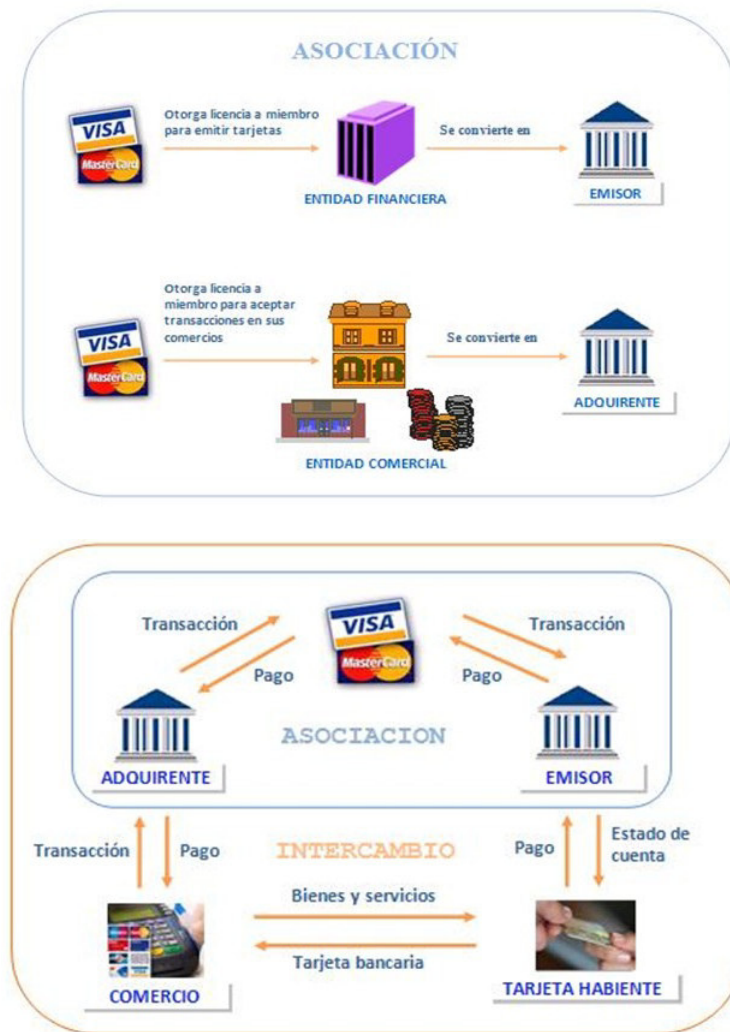 ASOCIACIÓN
Otorga licencia a miembro
para emitir tarjetas
Se convierte en
VISA
MasterCard
ENTIDAD FINANCIERA
EMISOR
Otorga licencia a
miembro para aceptar
transacciones en sus
comercios
Se convierte en
VISA
MasterCard
ADQUIRENTE
ENTIDAD COMERCIAL
Transacción
VISA
MasterCard
Transacción
Pago
Pago
ASOCIACION
ADQUIRENTE
EMISOR
Transacción
Pago
INTERCAMBIO
Pago
Estado de
cuenta
Bienes y servicios
Tarjeta bancaria
COMERCIO
TARJETA HABIENTE